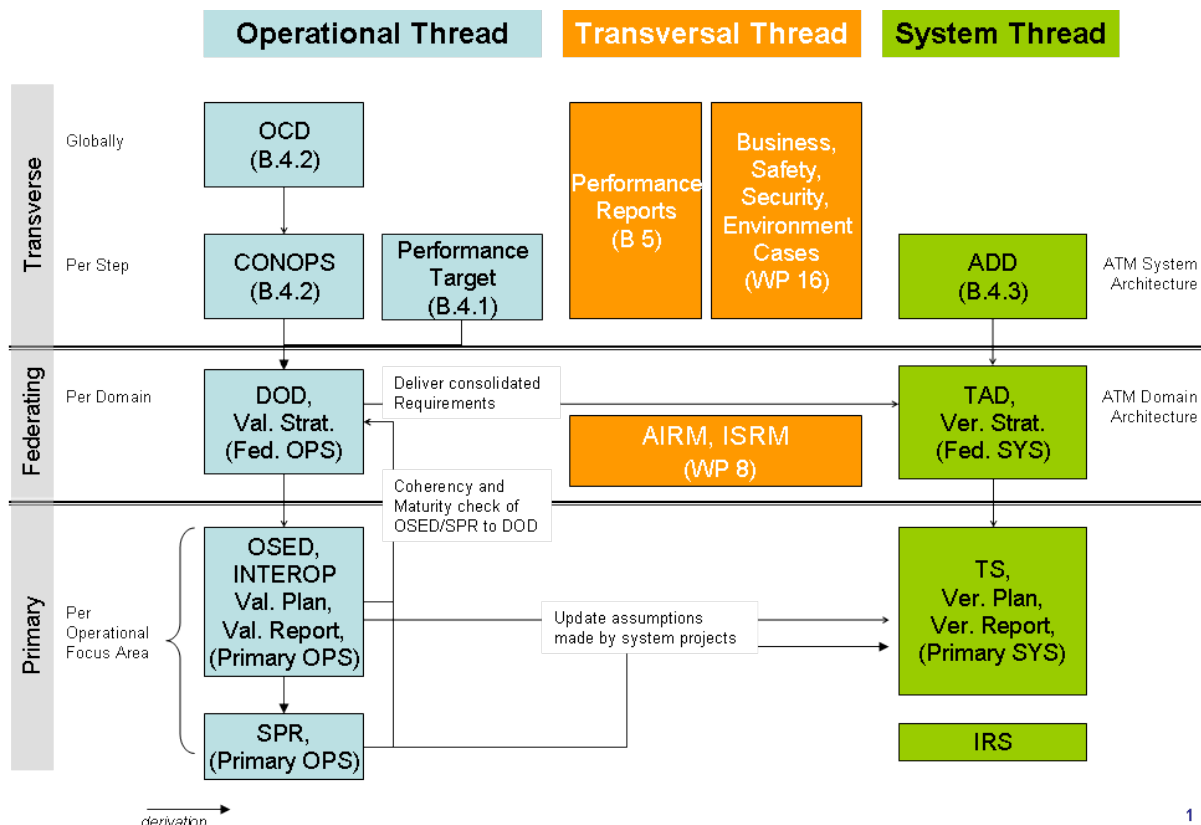 Operational Thread
Transversal Thread
System Thread
Transverse
Globally
OCD
(B.4.2)
Performance
Reports
(B 5)
Business,
Safety,
Security,
Environment
Cases
(WP 16)
Per Step
CONOPS
(B.4.2)
Performance
Target
(B.4.1)
ADD
(B.4.3)
ATM System
Architecture
Federating
Per Domain
DOD,
Val. Strat.
(Fed. OPS)
Deliver consolidated
Requirements
AIRM, ISRM
(WP 8)
TAD,
Ver. Strat.
(Fed. SYS)
ATM Domain
Architecture
Coherency and
Maturity check of
OSED/SPR to DOD
Primary
Per
Operational
Focus Area
OSED,
INTEROP
Val. Plan,
Val. Report,
(Primary OPS)
Update assumptions
made by system projects
TS,
Ver. Plan,
Ver. Report,
(Primary SYS)
SPR,
(Primary OPS)
IRS
derivation
1